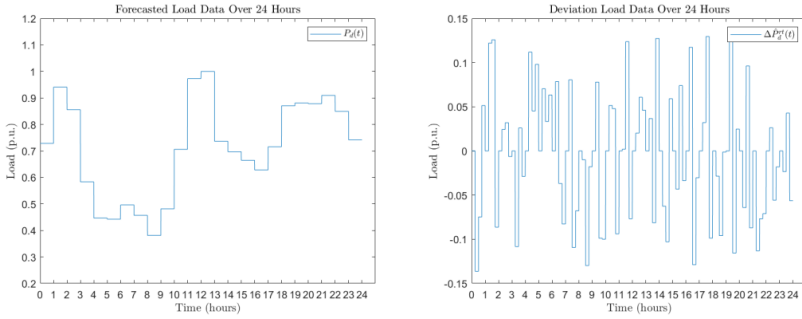 Forecasted Load Data Over 24 Hours
1.2
1.1
1
0.9
0.8
0.7
0.6
0.5
0.4
0.3
0.2
Load (p.u.)
P_d(t)
0 1 2 3 4 5 6 7 8 9 10 11 12 13 14 15 16 17 18 19 20 21 22 23 24
Time (hours)
Deviation Load Data Over 24 Hours
0.15
0.1
0.05
0
-0.05
-0.1
-0.15
Load (p.u.)
ΔP̂_d^{rt}(t)
0 1 2 3 4 5 6 7 8 9 10 11 12 13 14 15 16 17 18 19 20 21 22 23 24
Time (hours)